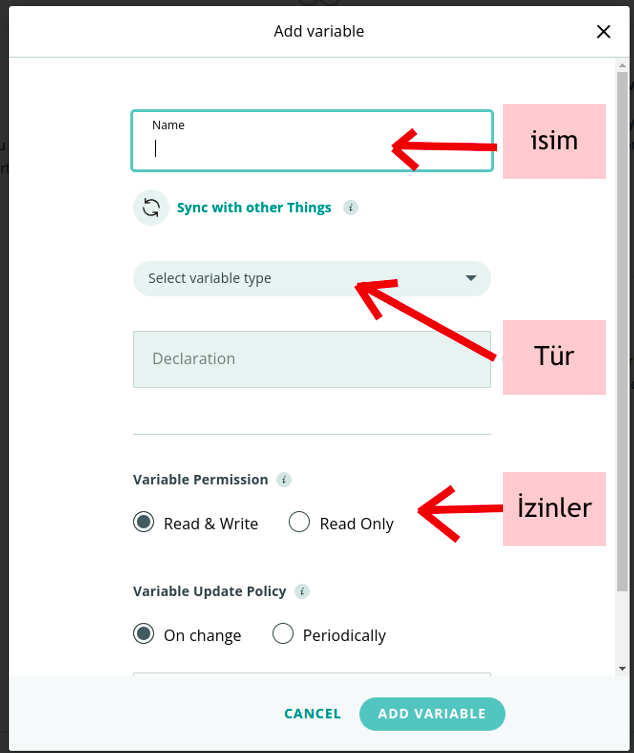 Add variable
Name
isim
Sync with other Things i
Select variable type
Tür
Declaration
Variable Permission i
İzinler
Read & Write Read Only
Variable Update Policy i
On change Periodically
CANCEL ADD VARIABLE